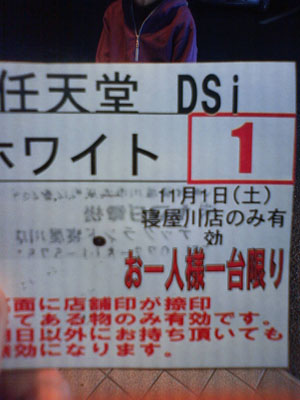 任天堂 DSi
ホワイト 1
11月1日(土)
寝屋川店のみ有
効
お一人様一台限り
面に店舗印が捺印
てある物のみ有効です。
日以外にお持ち頂いても
効になります。